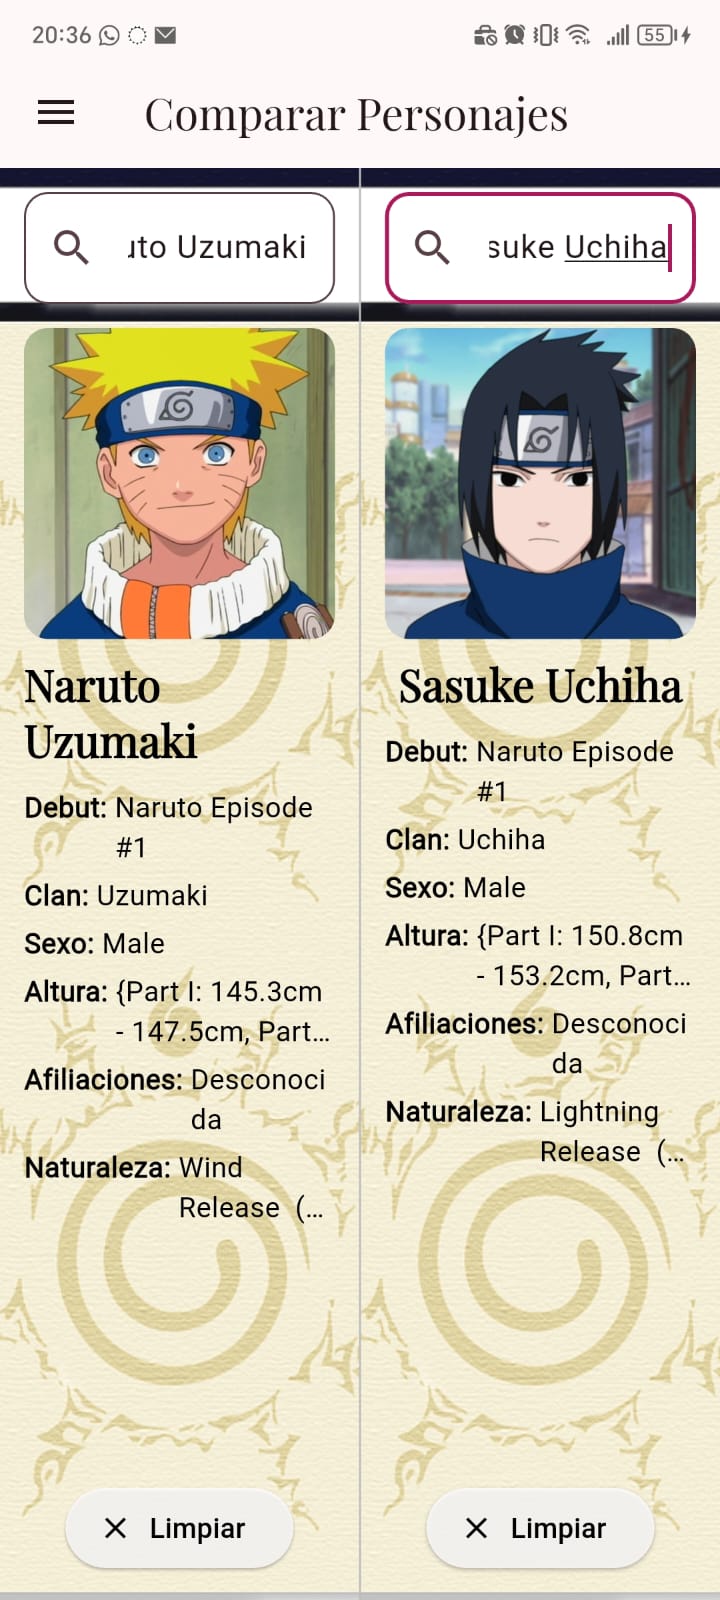 20:36
55
Comparar Personajes
uto Uzumaki
suke Uchiha
Naruto
Uzumaki
Debut: Naruto Episode
#1
Clan: Uzumaki
Sexo: Male
Altura: {Part I: 145.3cm
- 147.5cm, Part...
Afiliaciones: Desconoci
da
Naturaleza: Wind
Release (...
Limpiar
Sasuke Uchiha
Debut: Naruto Episode
#1
Clan: Uchiha
Sexo: Male
Altura: {Part I: 150.8cm
- 153.2cm, Part...
Afiliaciones: Desconoci
da
Naturaleza: Lightning
Release (...
Limpiar